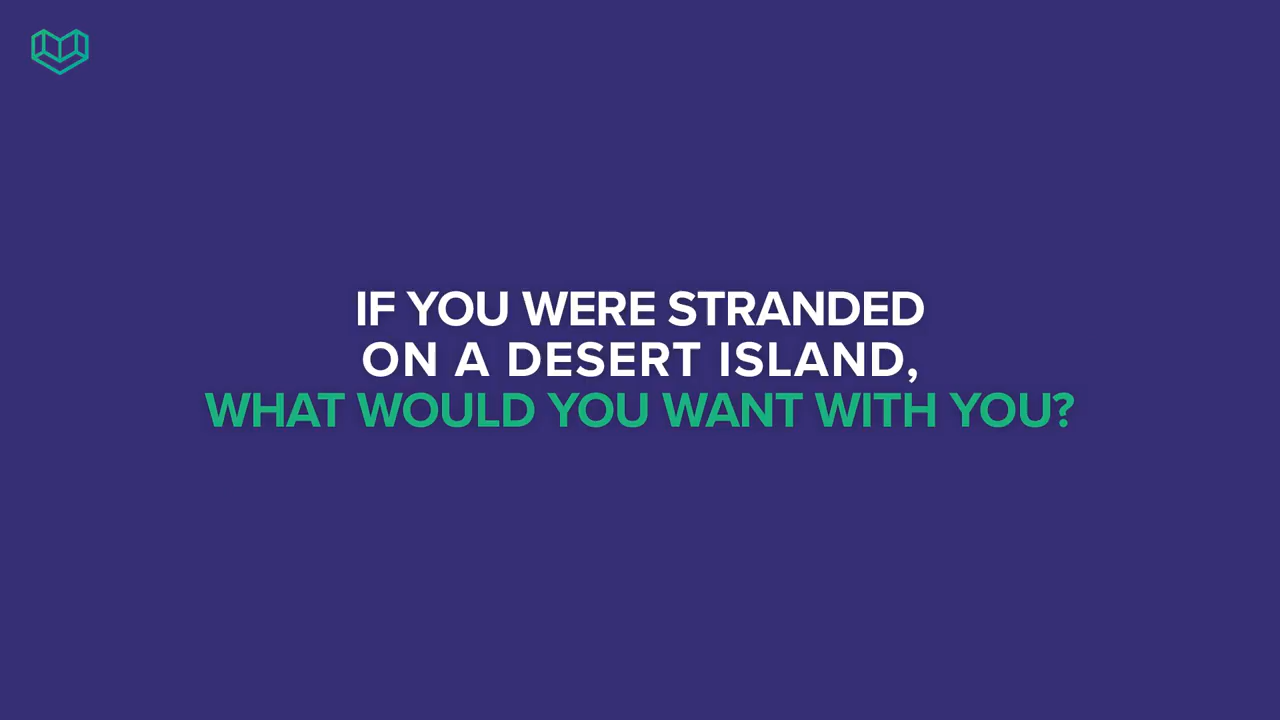 IF YOU WERE STRANDED
ON A DESERT ISLAND,
WHAT WOULD YOU WANT WITH YOU?